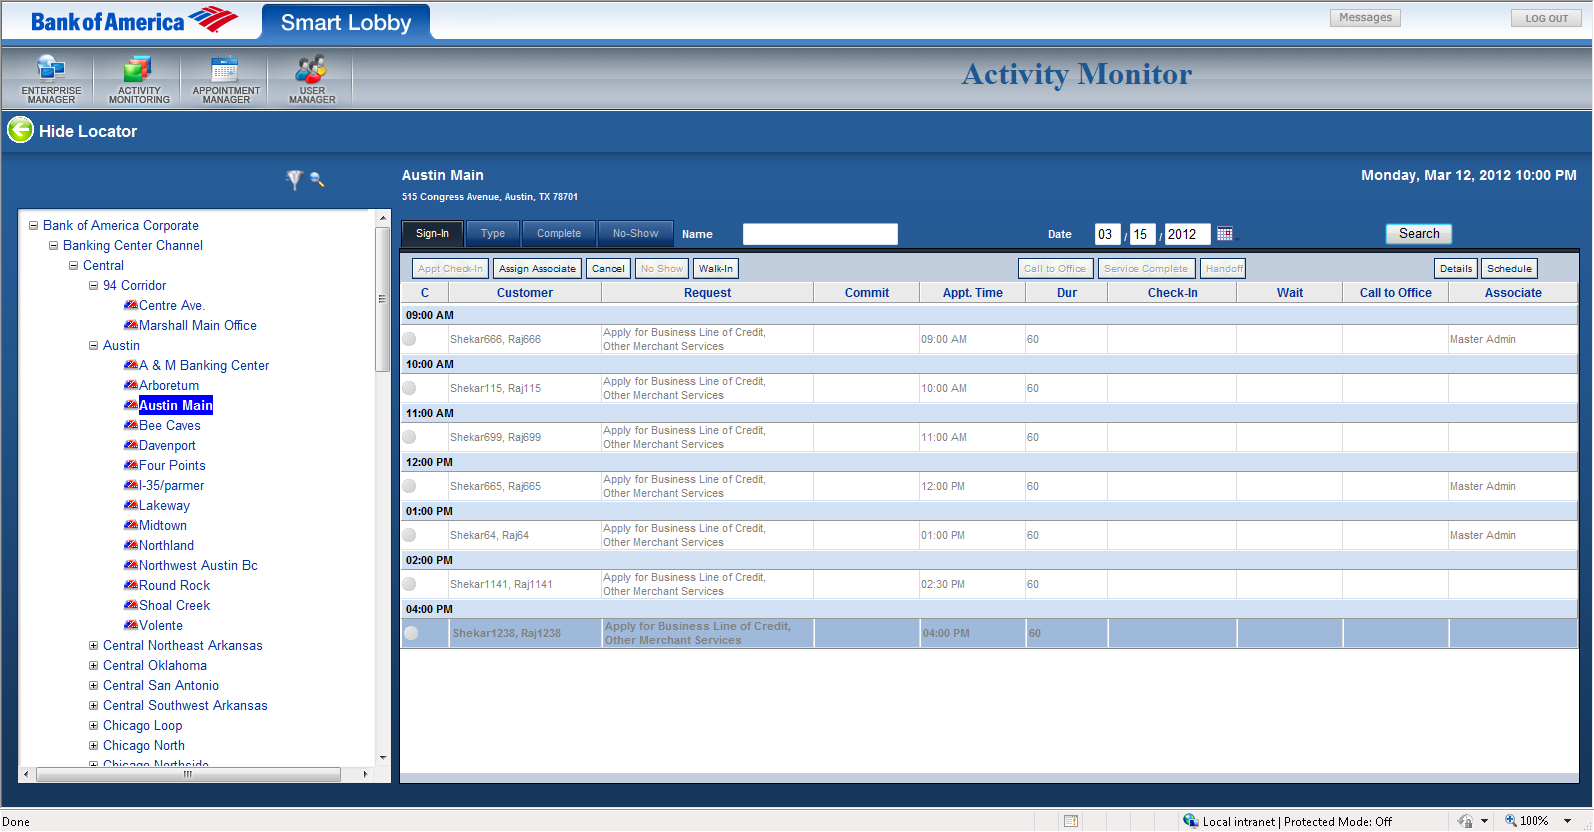 Bank of America
Smart Lobby
Messages
LOG OUT
ENTERPRISE MANAGER
ACTIVITY MONITORING
APPOINTMENT MANAGER
USER MANAGER
Activity Monitor
Hide Locator
Austin Main
Monday, Mar 12, 2012 10:00 PM
515 Congress Avenue, Austin, TX 78701
Bank of America Corporate
Banking Center Channel
Central
94 Corridor
Centre Ave.
Marshall Main Office
Austin
A & M Banking Center
Arboretum
Austin Main
Bee Caves
Davenport
Four Points
I-35/parmer
Lakeway
Midtown
Northland
Northwest Austin Bc
Round Rock
Shoal Creek
Volente
Central Northeast Arkansas
Central Oklahoma
Central San Antonio
Central Southwest Arkansas
Chicago Loop
Chicago North
Chicago Northside
Sign-In Type Complete No-Show Name Date 03 / 15 / 2012 Search
Appt Check-In Assign Associate Cancel No Show Walk-In Call to Office Service Complete Handoff Details Schedule
C Customer Request Commit Appt. Time Dur Check-In Wait Call to Office Associate
09:00 AM
Shekar666, Raj666 Apply for Business Line of Credit, 09:00 AM 60 Master Admin
Other Merchant Services
10:00 AM
Shekar115, Raj115 Apply for Business Line of Credit, 10:00 AM 60
Other Merchant Services
11:00 AM
Shekar699, Raj699 Apply for Business Line of Credit, 11:00 AM 60
Other Merchant Services
12:00 PM
Shekar665, Raj665 Apply for Business Line of Credit, 12:00 PM 60 Master Admin
Other Merchant Services
01:00 PM
Shekar64, Raj64 Apply for Business Line of Credit, 01:00 PM 60 Master Admin
Other Merchant Services
02:00 PM
Shekar1141, Raj1141 Apply for Business Line of Credit, 02:30 PM 60
Other Merchant Services
04:00 PM
Shekar1238, Raj1238 Apply for Business Line of Credit, 04:00 PM 60
Other Merchant Services
Done
Local intranet | Protected Mode: Off
100%